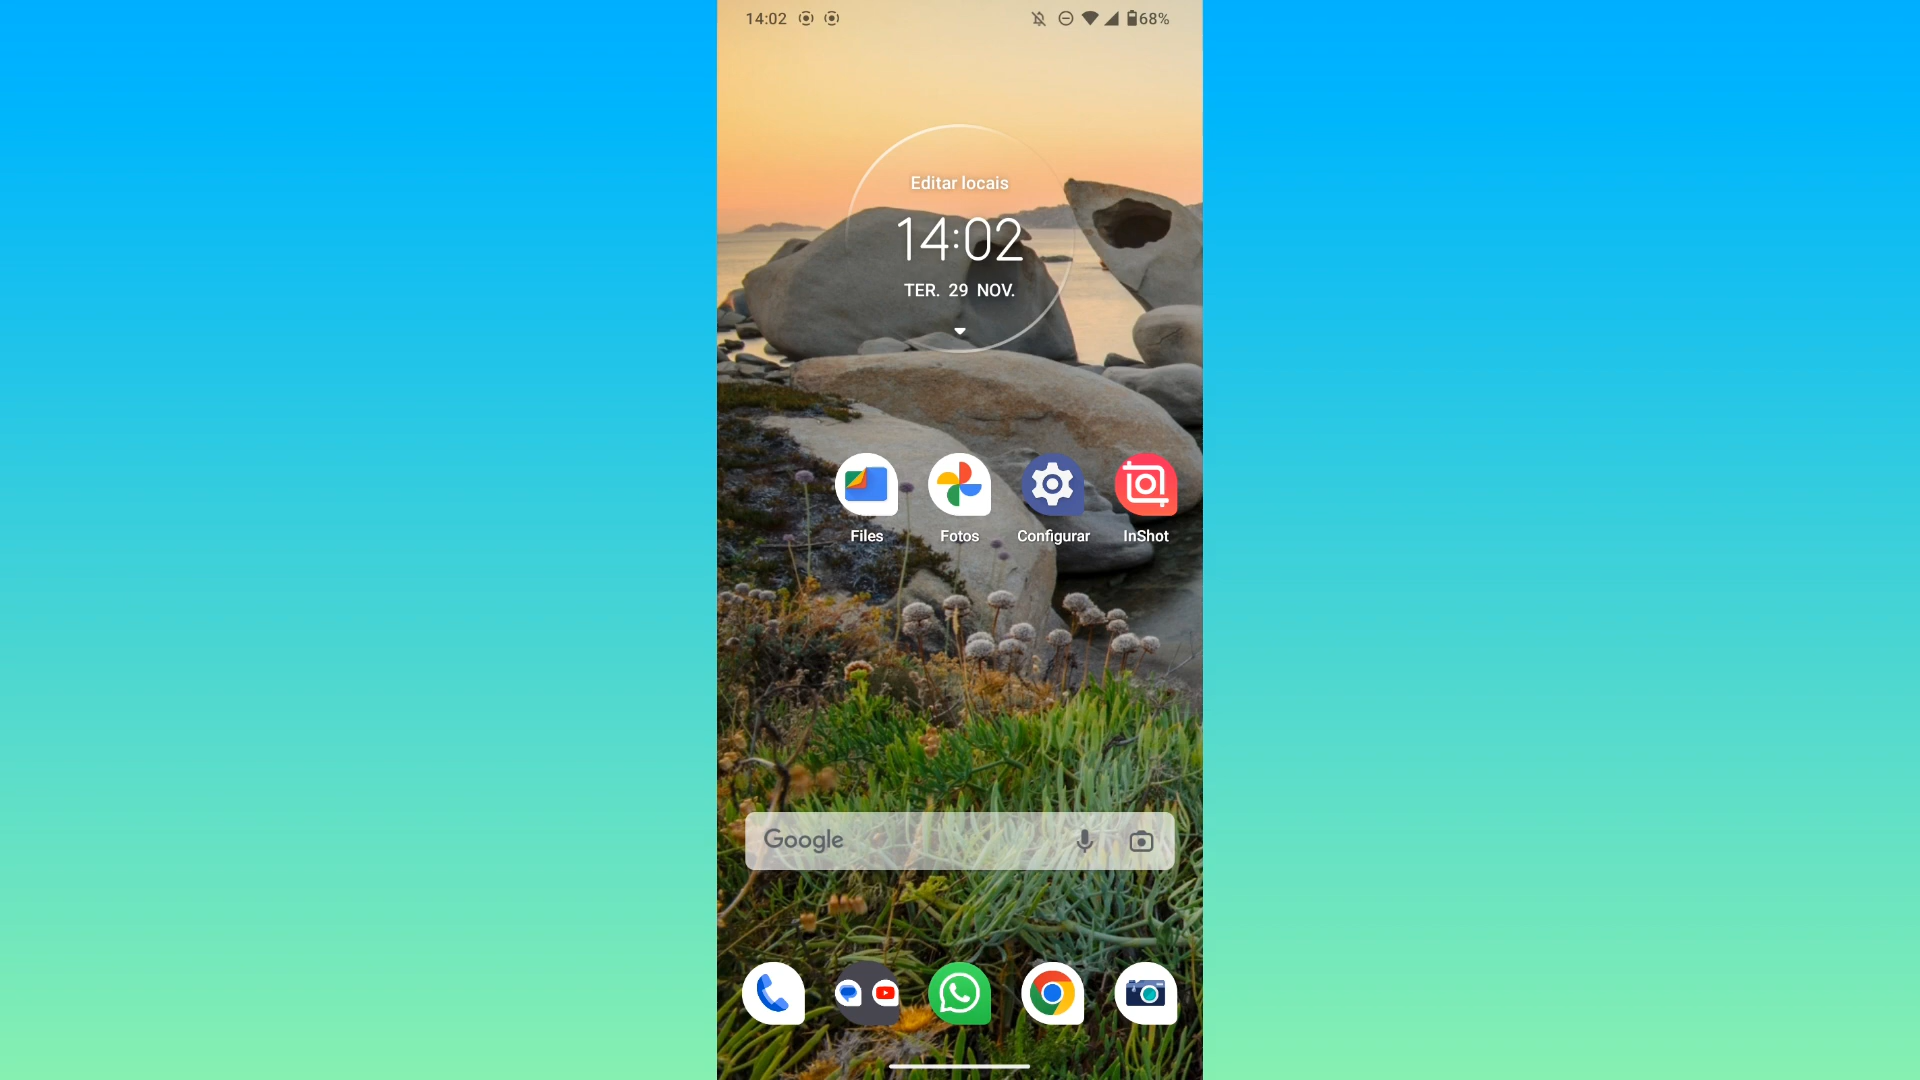 14:02 68%
Editar locais
14:02
TER. 29 NOV.
Files Fotos Configurar InShot
Google